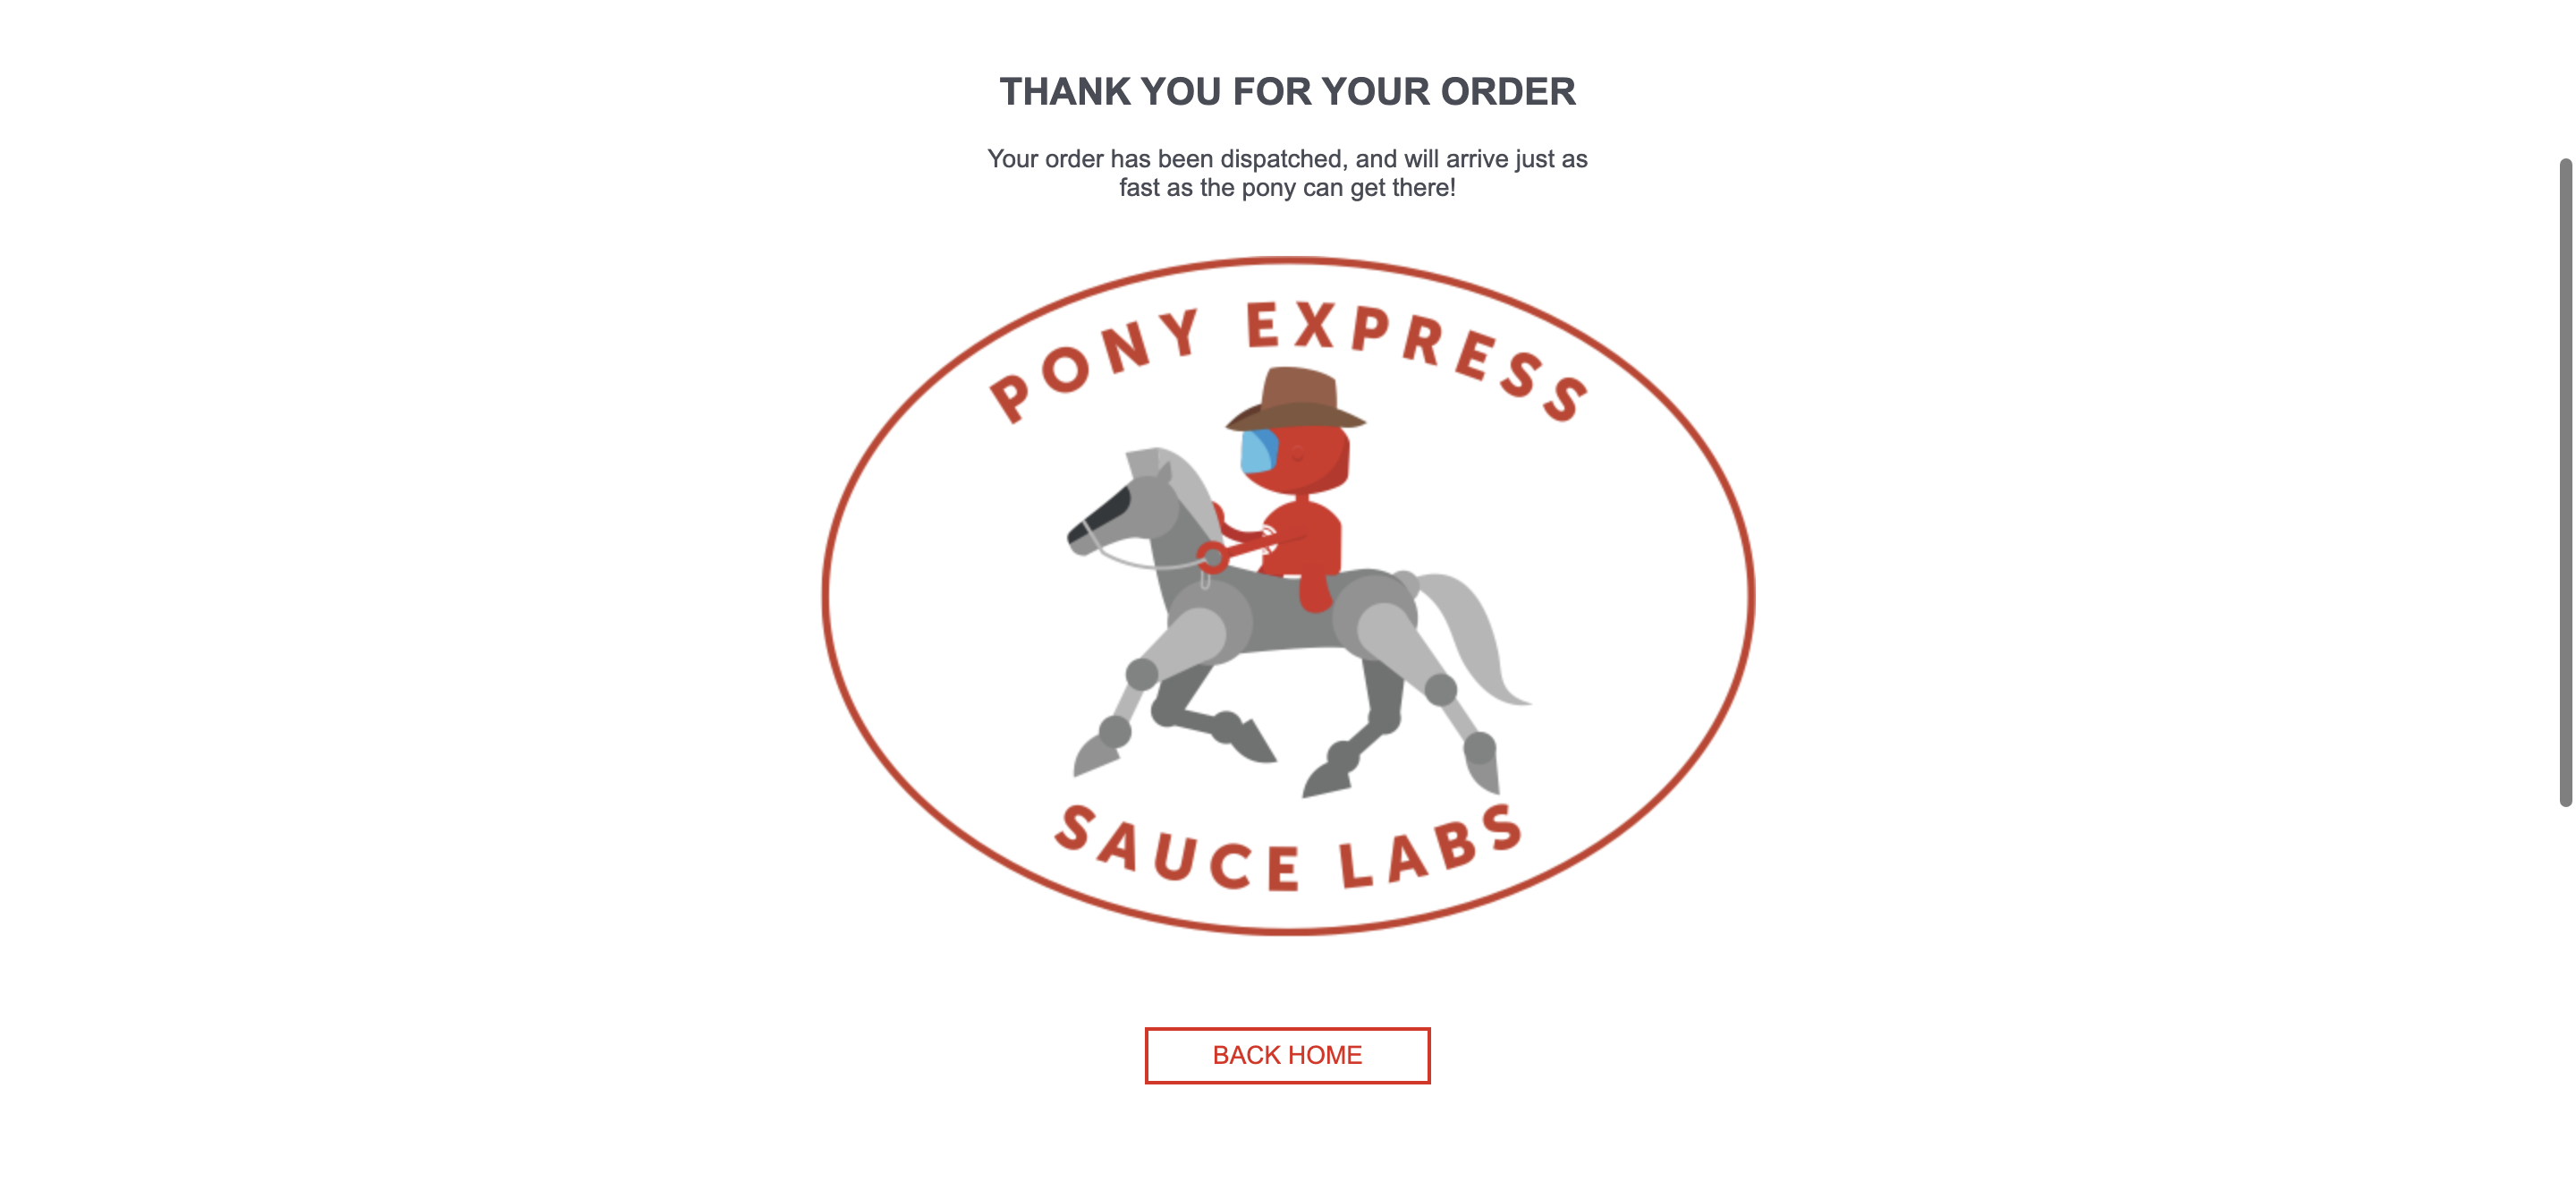 THANK YOU FOR YOUR ORDER
Your order has been dispatched, and will arrive just as
fast as the pony can get there!
PONY EXPRESS
SAUCE LABS
BACK HOME